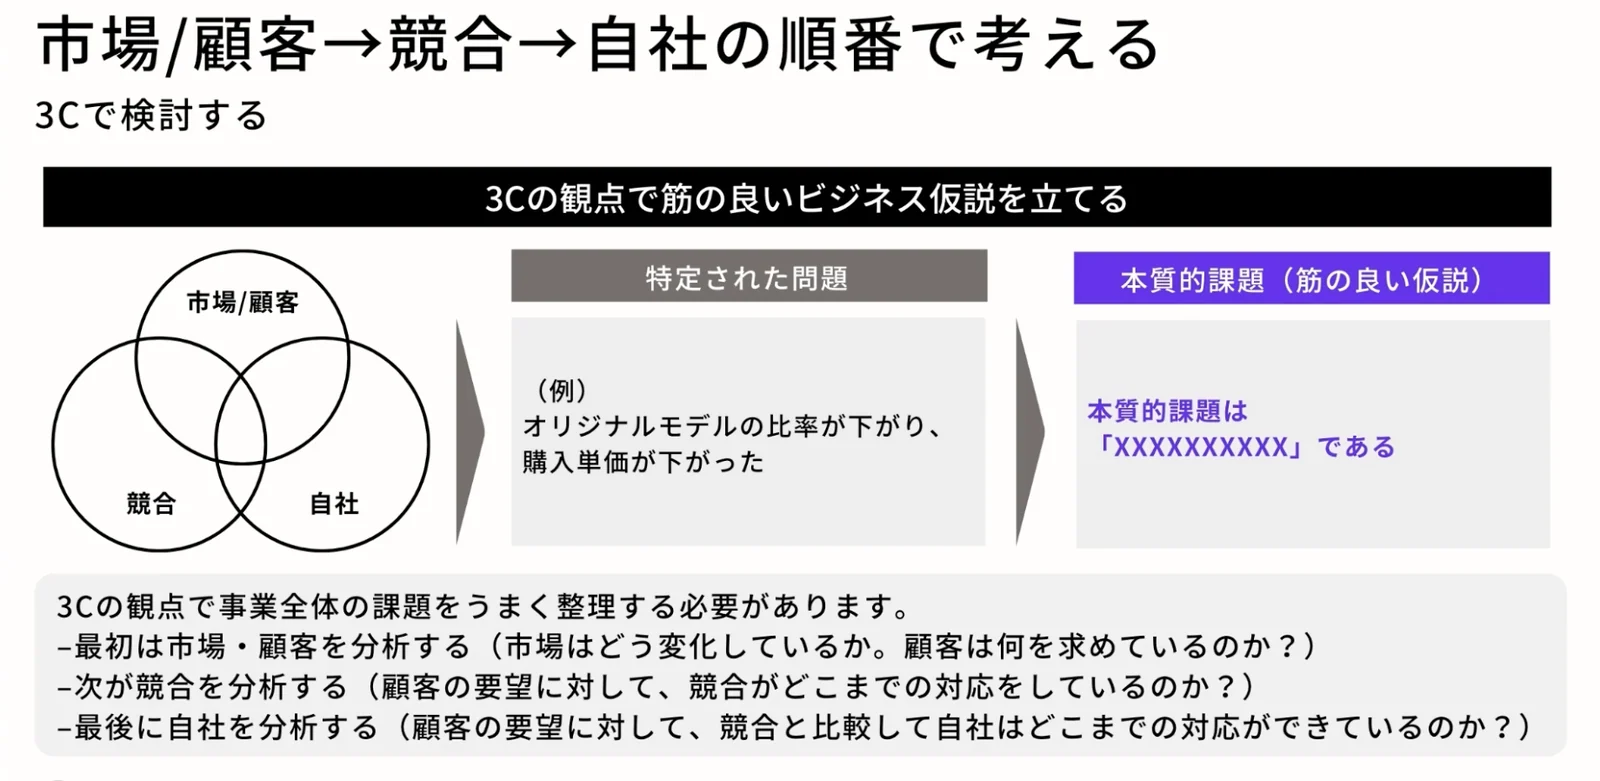 市場/顧客→競合→自社の順番で考える
3Cで検討する
3Cの観点で筋の良いビジネス仮説を立てる
市場/顧客
競合
自社
特定された問題
（例）
オリジナルモデルの比率が下がり、
購入単価が下がった
本質的課題（筋の良い仮説）
本質的課題は
「XXXXXXXXXX」である
3Cの観点で事業全体の課題をうまく整理する必要があります。
–最初は市場・顧客を分析する（市場はどう変化しているか。顧客は何を求めているのか？）
–次が競合を分析する（顧客の要望に対して、競合がどこまでの対応をしているのか？）
–最後に自社を分析する（顧客の要望に対して、競合と比較して自社はどこまでの対応ができているのか？）